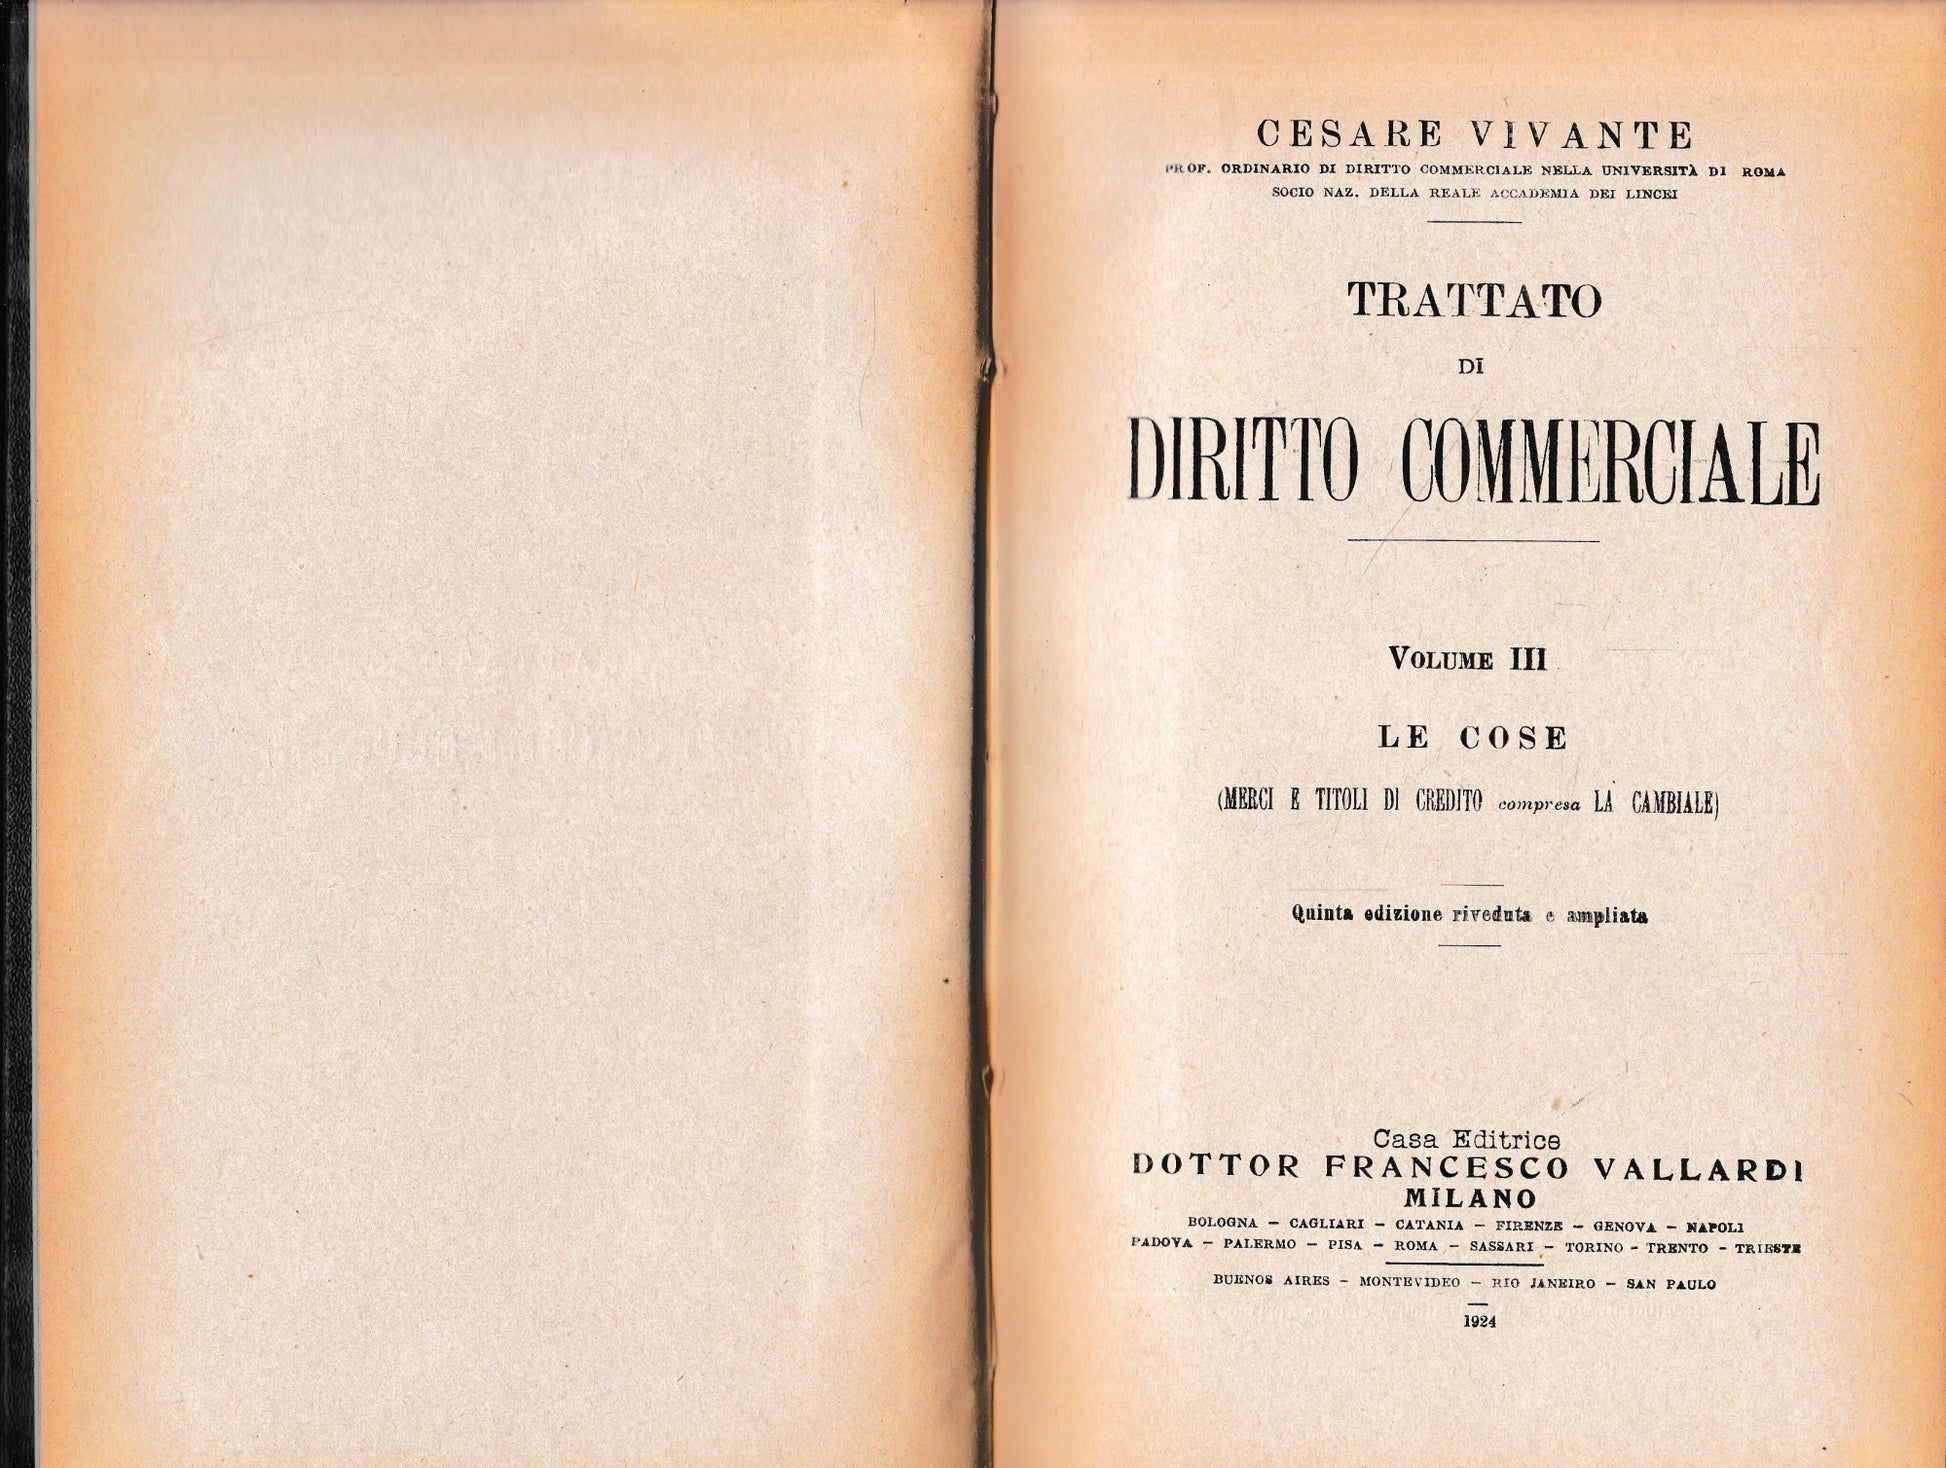 CESARE VIVANTE
PROF. ORDINARIO DI DIRITTO COMMERCIALE NELLA UNIVERSITÀ DI ROMA
SOCIO NAZ. DELLA REALE ACCADEMIA DEI LINCEI
TRATTATO
DI
DIRITTO COMMERCIALE
VOLUME III
LE COSE
(MERCI E TITOLI DI CREDITO compresa LA CAMBIALE)
Quinta edizione riveduta e ampliata
Casa Editrice
DOTTOR FRANCESCO VALLARDI
MILANO
BOLOGNA – CAGLIARI – CATANIA – FIRENZE – GENOVA – NAPOLI
PADOVA – PALERMO – PISA – ROMA – SASSARI – TORINO - TRENTO - TRIESTE
BUENOS AIRES – MONTEVIDEO – RIO JANEIRO – SAN PAULO
1924